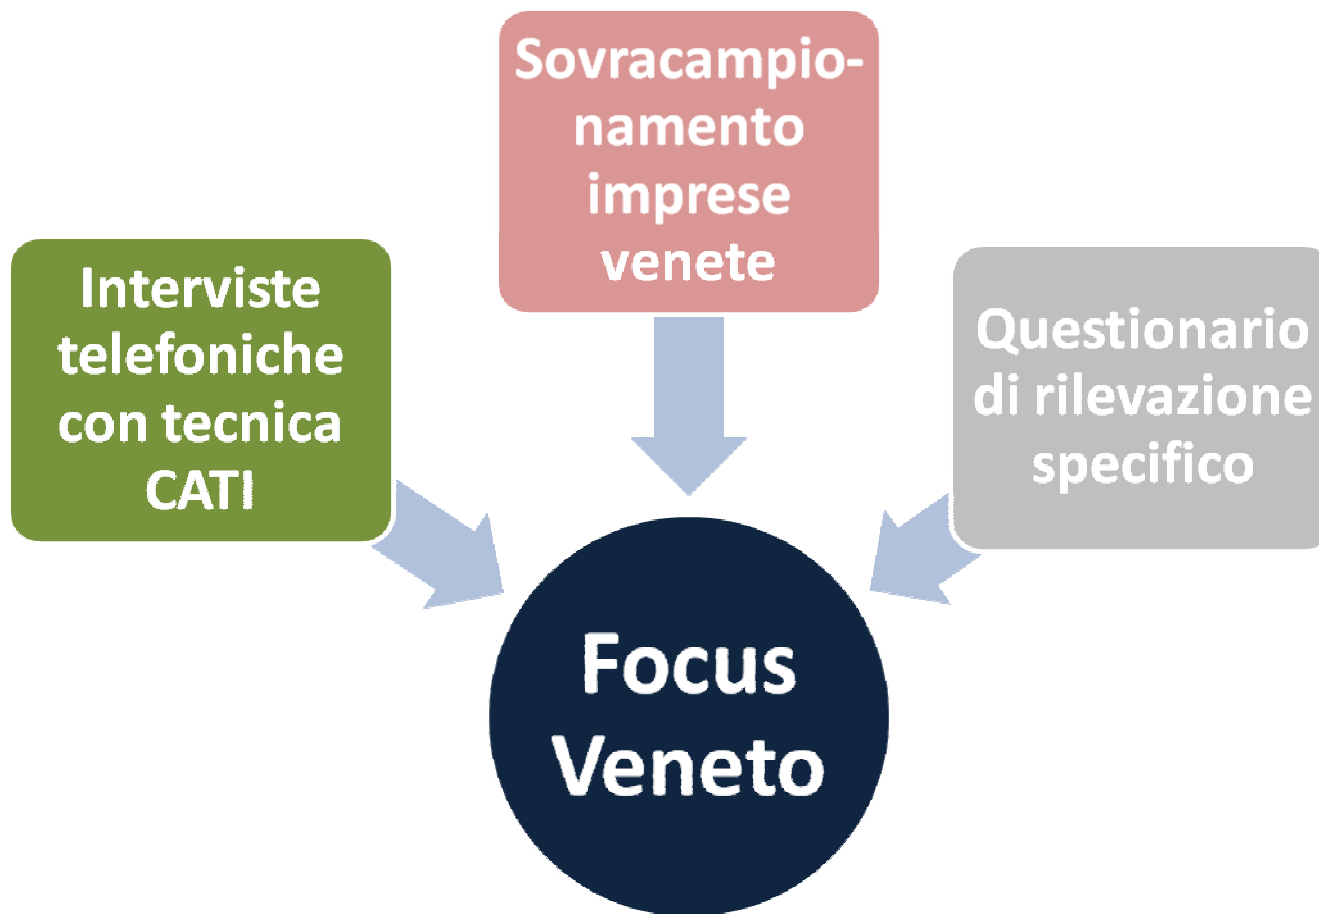 Sovracampio-
namento
imprese
venete
Interviste
telefoniche
con tecnica
CATI
Questionario
di rilevazione
specifico
Focus
Veneto